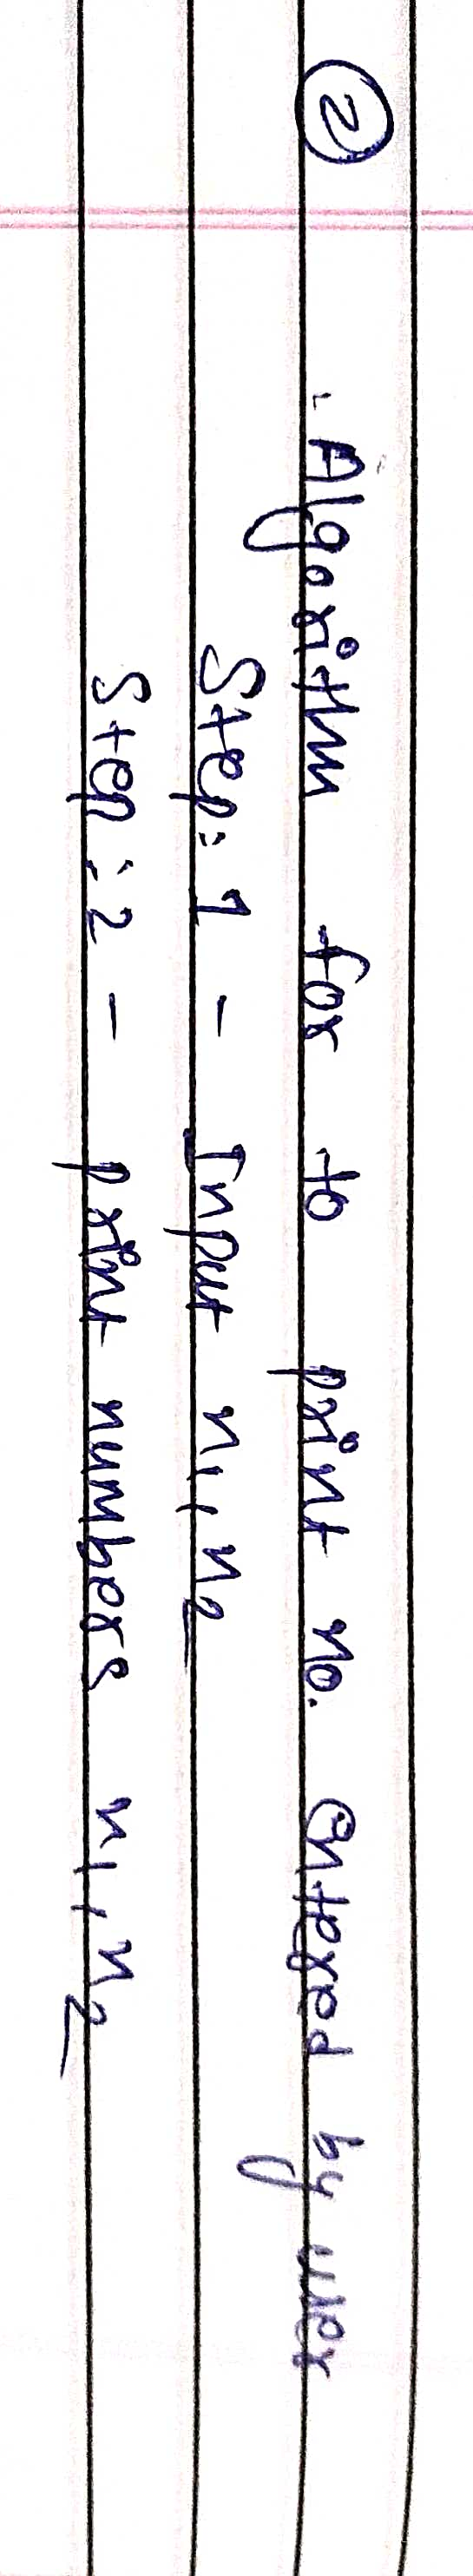 ② Algorithm for to print no. entered by user
Step: 1 - Input n1, n2
Step: 2 - print numbers n1, n2